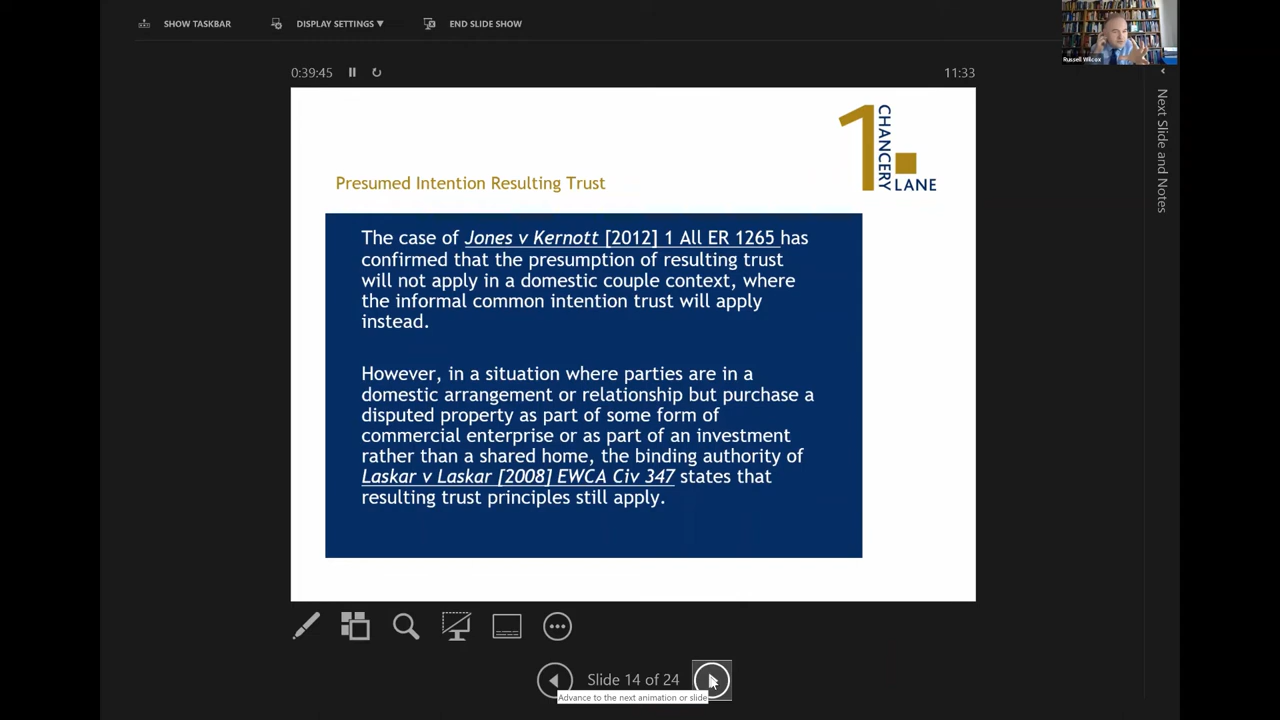 SHOW TASKBAR
DISPLAY SETTINGS ▼
END SLIDE SHOW
Russell Wilcox
0:39:45
11:33
Next Slide and Notes
1
CHANCERY
LANE
Presumed Intention Resulting Trust
The case of Jones v Kernott [2012] 1 All ER 1265 has
confirmed that the presumption of resulting trust
will not apply in a domestic couple context, where
the informal common intention trust will apply
instead.
However, in a situation where parties are in a
domestic arrangement or relationship but purchase a
disputed property as part of some form of
commercial enterprise or as part of an investment
rather than a shared home, the binding authority of
Laskar v Laskar [2008] EWCA Civ 347 states that
resulting trust principles still apply.
Slide 14 of 24
Advance to the next animation or slide